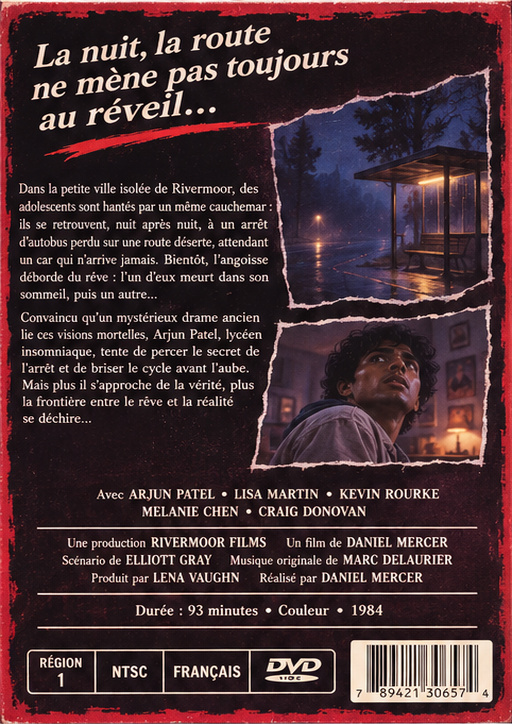 La nuit, la route
ne mène pas toujours
au réveil...
Dans la petite ville isolée de Rivermoor, des
adolescents sont hantés par un même cauchemar :
ils se retrouvent, nuit après nuit, à un arrêt
d'autobus perdu sur une route déserte, attendant
un car qui n'arrive jamais. Bientôt, l'angoisse
déborde du rêve : l'un d'eux meurt dans son
sommeil, puis un autre...
Convaincu qu'un mystérieux drame ancien
lie ces visions mortelles, Arjun Patel, lycéen
insomniaque, tente de percer le secret de
l'arrêt et de briser le cycle avant l'aube.
Mais plus il s'approche de la vérité, plus
la frontière entre le rêve et la réalité
se déchire...
Avec ARJUN PATEL • LISA MARTIN • KEVIN ROURKE
MELANIE CHEN • CRAIG DONOVAN
Une production RIVERMOOR FILMS Un film de DANIEL MERCER
Scénario de ELLIOTT GRAY Musique originale de MARC DELAURIER
Produit par LENA VAUGHN Réalisé par DANIEL MERCER
Durée : 93 minutes • Couleur • 1984
RÉGION
1
NTSC
FRANÇAIS
DVD
7 89421 30657 4